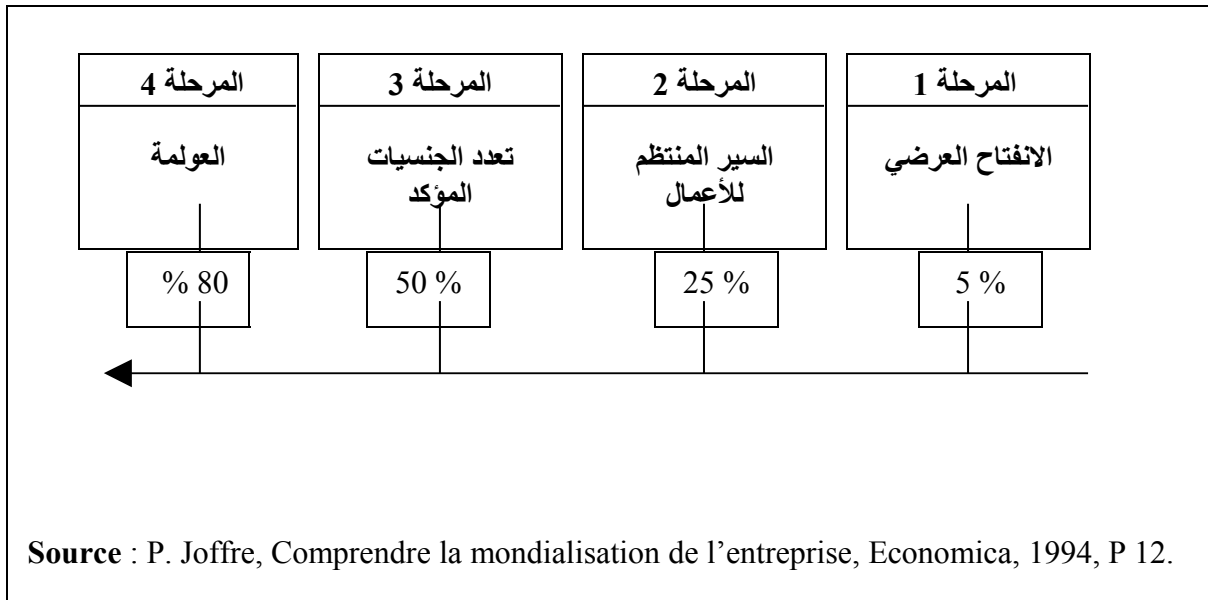 المرحلة 1
الانفتاح العرضي
5 %
المرحلة 2
السير المنتظم
للأعمال
25 %
المرحلة 3
تعدد الجنسيات
المؤكد
50 %
المرحلة 4
العولمة
% 80
Source : P. Joffre, Comprendre la mondialisation de l’entreprise, Economica, 1994, P 12.